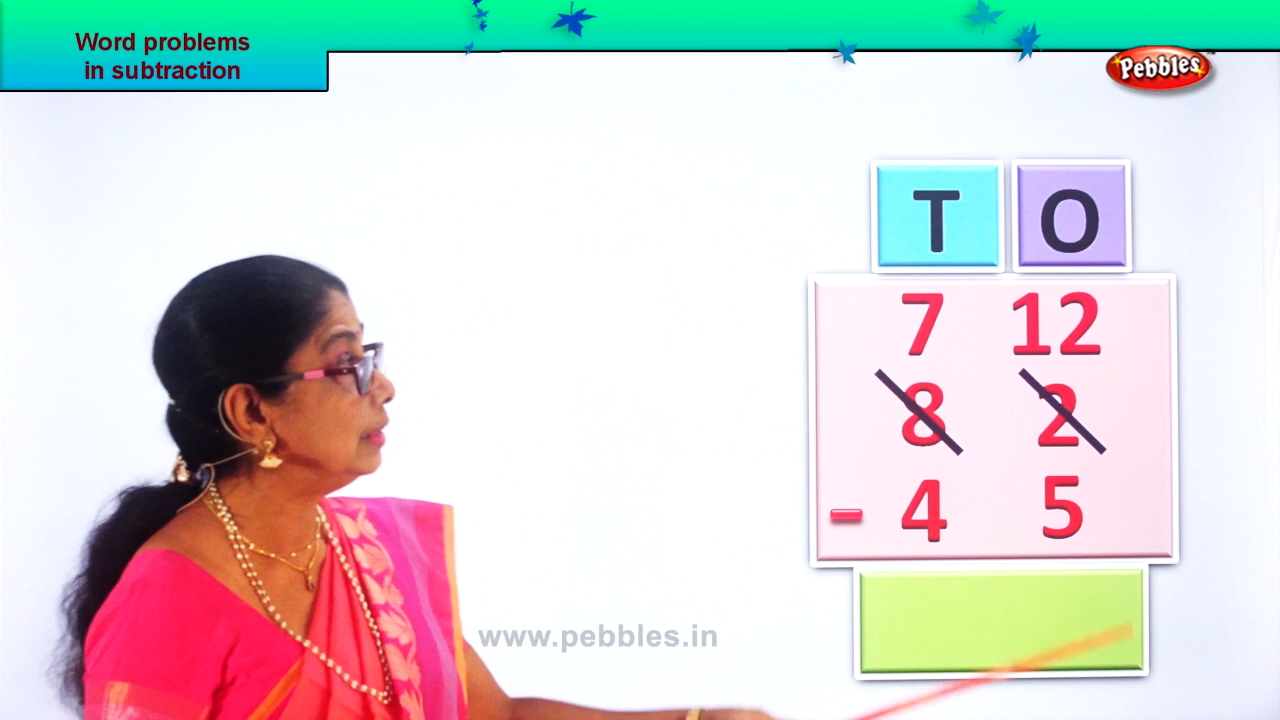 Word problems
in subtraction
Pebbles
T O
7 12
8 2
- 4 5
www.pebbles.in